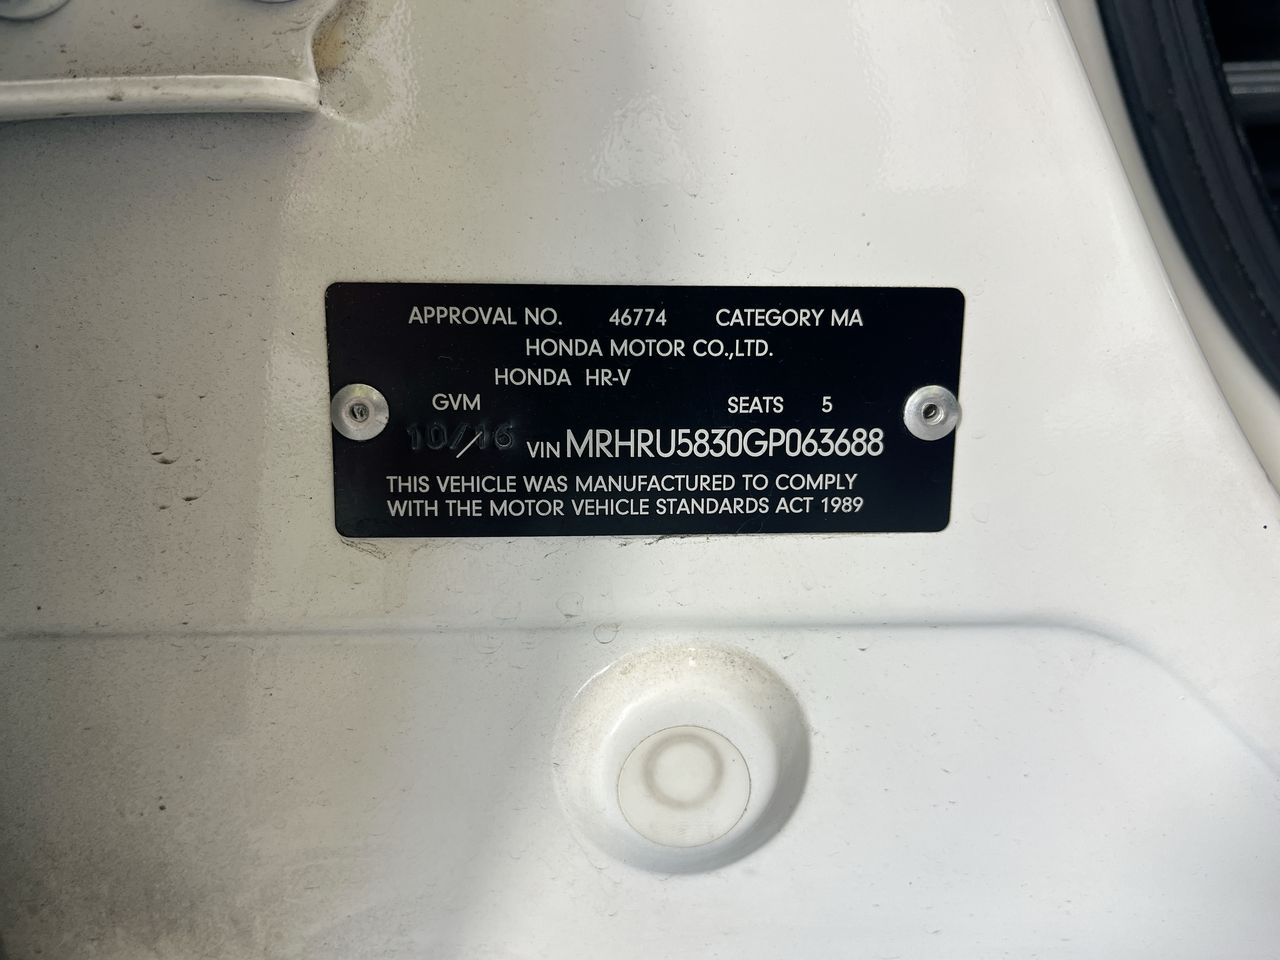 APPROVAL NO. 46774 CATEGORY MA
HONDA MOTOR CO.,LTD.
HONDA HR-V
GVM SEATS 5
10/16 VIN MRHRU5830GP063688
THIS VEHICLE WAS MANUFACTURED TO COMPLY
WITH THE MOTOR VEHICLE STANDARDS ACT 1989